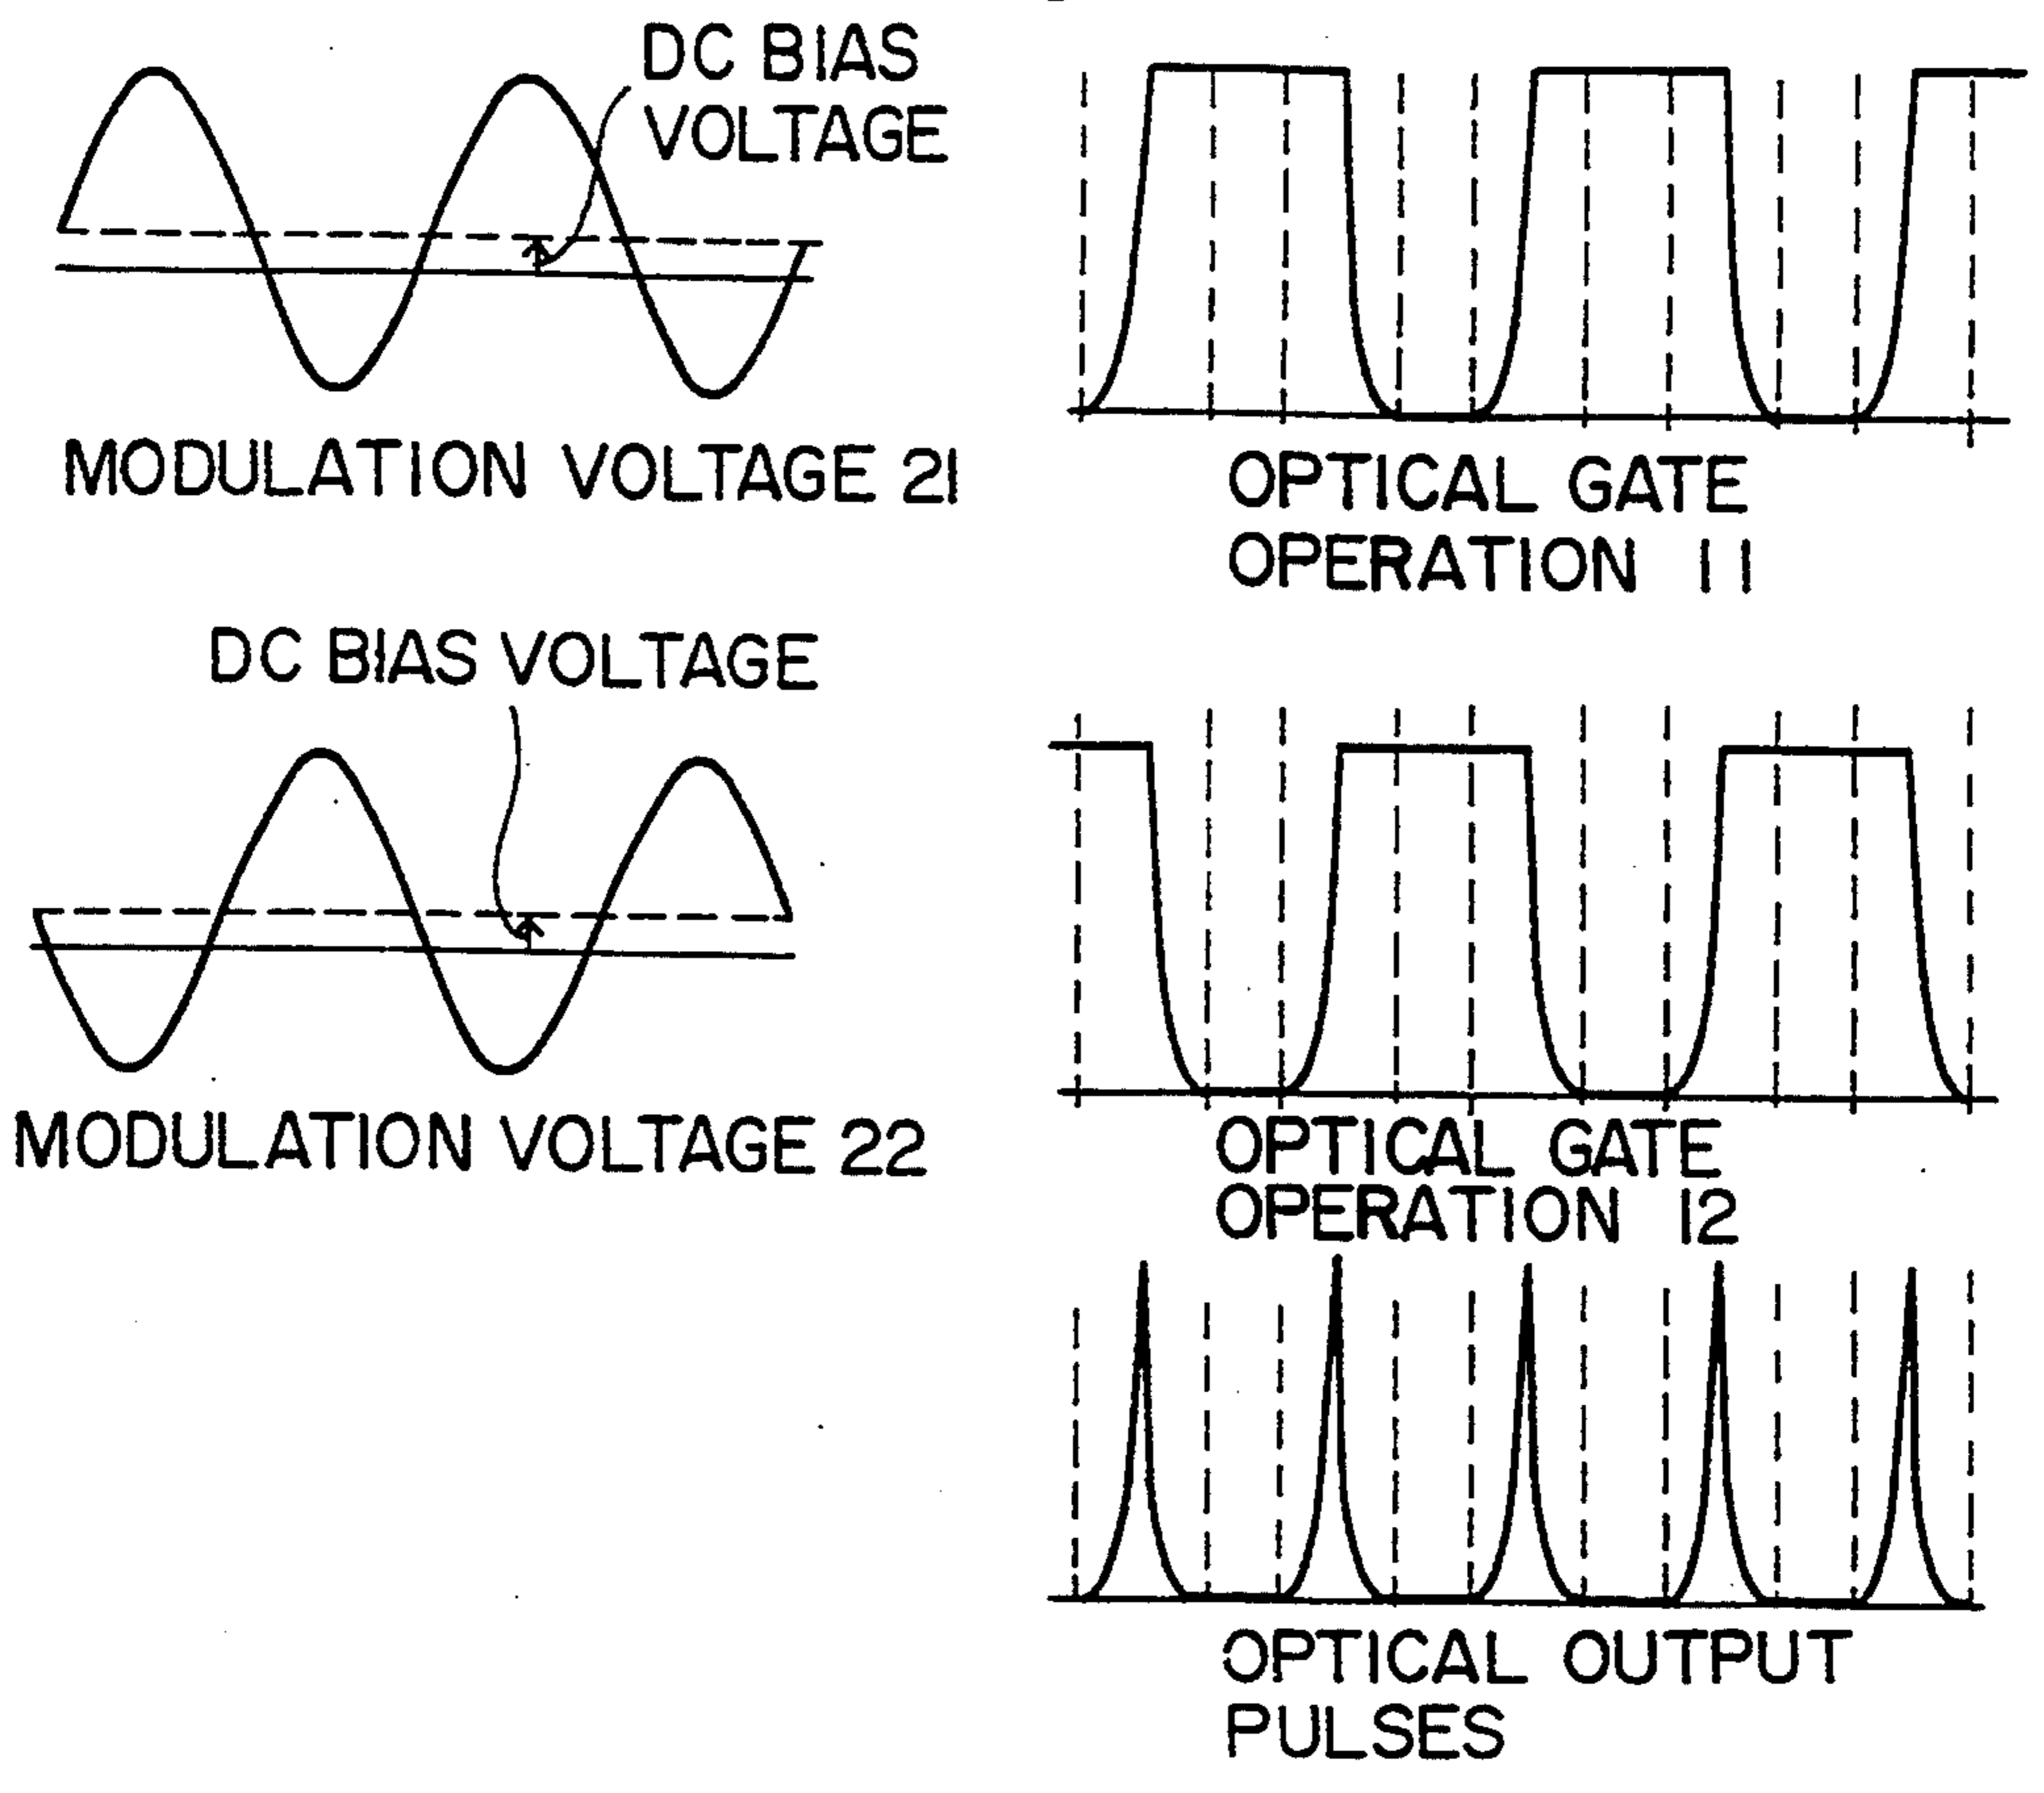 DC BIAS
VOLTAGE
MODULATION VOLTAGE 21
OPTICAL GATE
OPERATION 11
DC BIAS VOLTAGE
MODULATION VOLTAGE 22
OPTICAL GATE
OPERATION 12
OPTICAL OUTPUT
PULSES